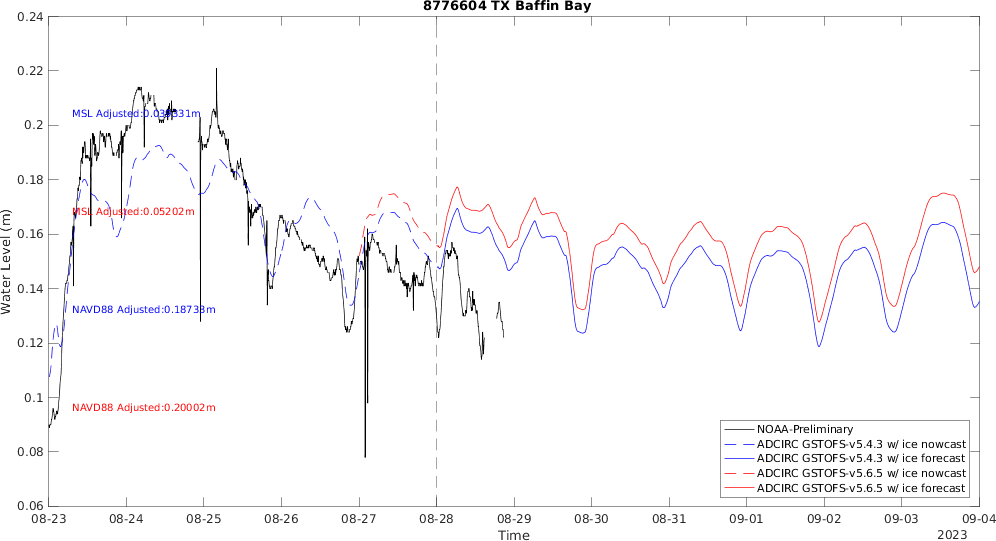 8776604 TX Baffin Bay
0.24
0.22
0.2
0.18
0.16
0.14
0.12
0.1
0.08
0.06
Water Level (m)
MSL Adjusted:0.038331m
MSL Adjusted:0.05202m
NAVD88 Adjusted:0.18733m
NAVD88 Adjusted:0.20002m
NOAA-Preliminary
ADCIRC GSTOFS-v5.4.3 w/ ice nowcast
ADCIRC GSTOFS-v5.4.3 w/ ice forecast
ADCIRC GSTOFS-v5.6.5 w/ ice nowcast
ADCIRC GSTOFS-v5.6.5 w/ ice forecast
08-23 08-24 08-25 08-26 08-27 08-28 08-29 08-30 08-31 09-01 09-02 09-03 09-04
Time
2023